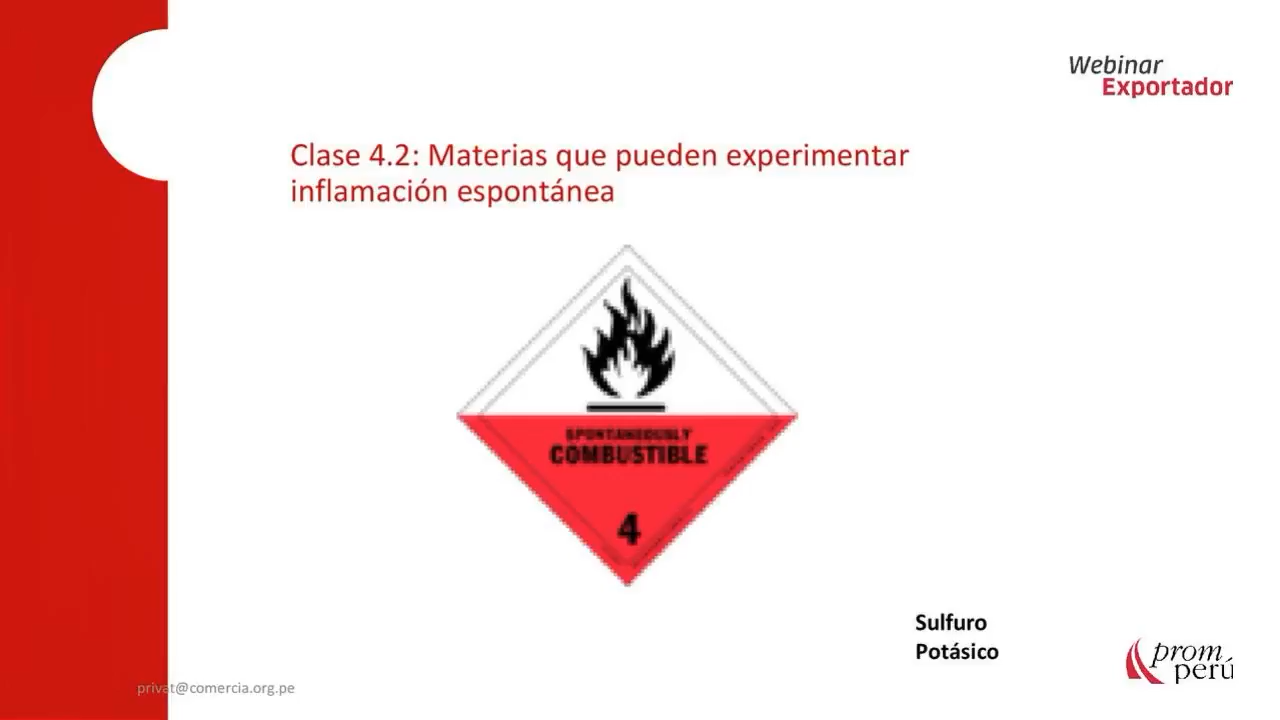 Webinar
Exportador
Clase 4.2: Materias que pueden experimentar
inflamación espontánea
SPONTANEOUSLY
COMBUSTIBLE
4
Sulfuro
Potásico
privat@comercia.org.pe
prom
perú